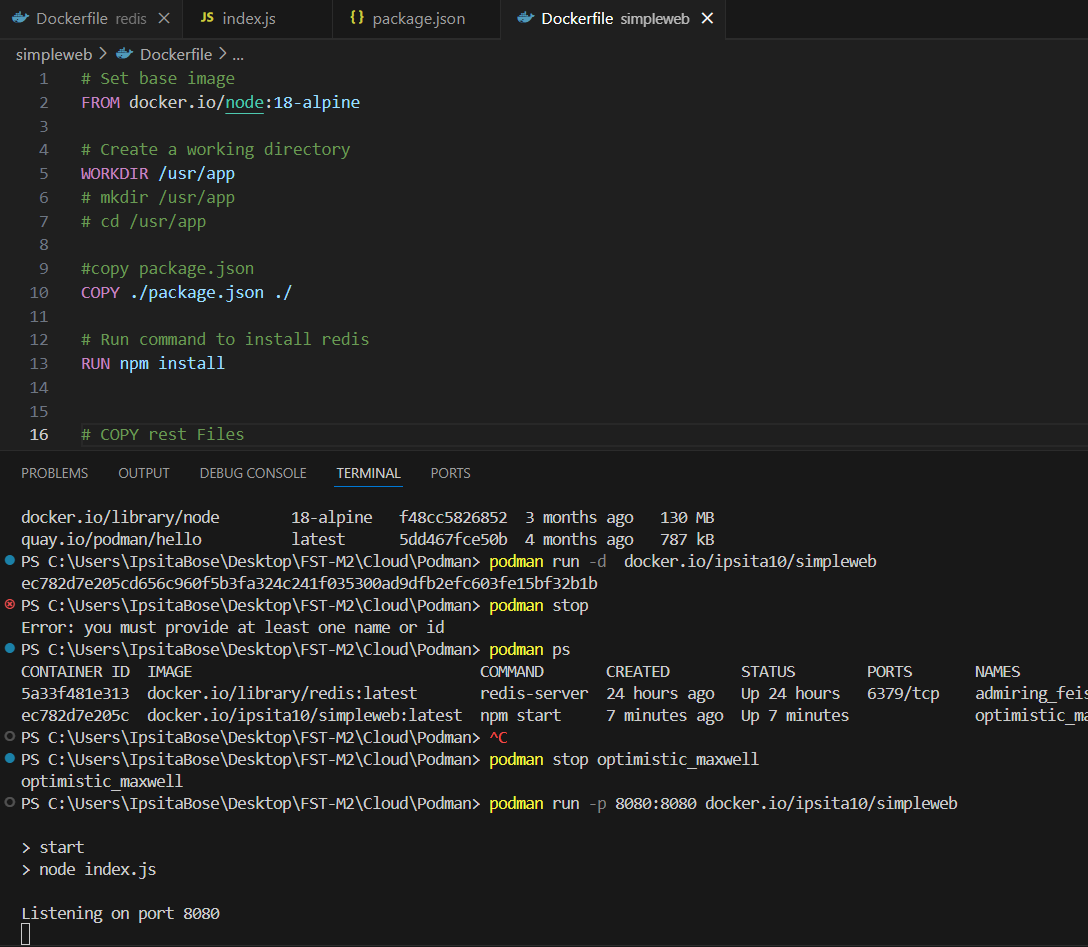 Dockerfile redis × JS index.js {} package.json Dockerfile simpleweb ×
simpleweb > Dockerfile > ...
1 # Set base image
2 FROM docker.io/node:18-alpine
3
4 # Create a working directory
5 WORKDIR /usr/app
6 # mkdir /usr/app
7 # cd /usr/app
8
9 #copy package.json
10 COPY ./package.json ./
11
12 # Run command to install redis
13 RUN npm install
14
15
16 # COPY rest Files
PROBLEMS OUTPUT DEBUG CONSOLE TERMINAL PORTS
docker.io/library/node 18-alpine f48cc5826852 3 months ago 130 MB
quay.io/podman/hello latest 5dd467fce50b 4 months ago 787 kB
PS C:\Users\IpsitaBose\Desktop\FST-M2\Cloud\Podman> podman run -d docker.io/ipsita10/simpleweb
ec782d7e205cd656c960f5b3fa324c241f035300ad9dfb2efc603fe15bf32b1b
PS C:\Users\IpsitaBose\Desktop\FST-M2\Cloud\Podman> podman stop
Error: you must provide at least one name or id
PS C:\Users\IpsitaBose\Desktop\FST-M2\Cloud\Podman> podman ps
CONTAINER ID IMAGE COMMAND CREATED STATUS PORTS NAMES
5a33f481e313 docker.io/library/redis:latest redis-server 24 hours ago Up 24 hours 6379/tcp admiring_feis
ec782d7e205c docker.io/ipsita10/simpleweb:latest npm start 7 minutes ago Up 7 minutes optimistic_ma
PS C:\Users\IpsitaBose\Desktop\FST-M2\Cloud\Podman> ^C
PS C:\Users\IpsitaBose\Desktop\FST-M2\Cloud\Podman> podman stop optimistic_maxwell
optimistic_maxwell
PS C:\Users\IpsitaBose\Desktop\FST-M2\Cloud\Podman> podman run -p 8080:8080 docker.io/ipsita10/simpleweb
> start
> node index.js
Listening on port 8080